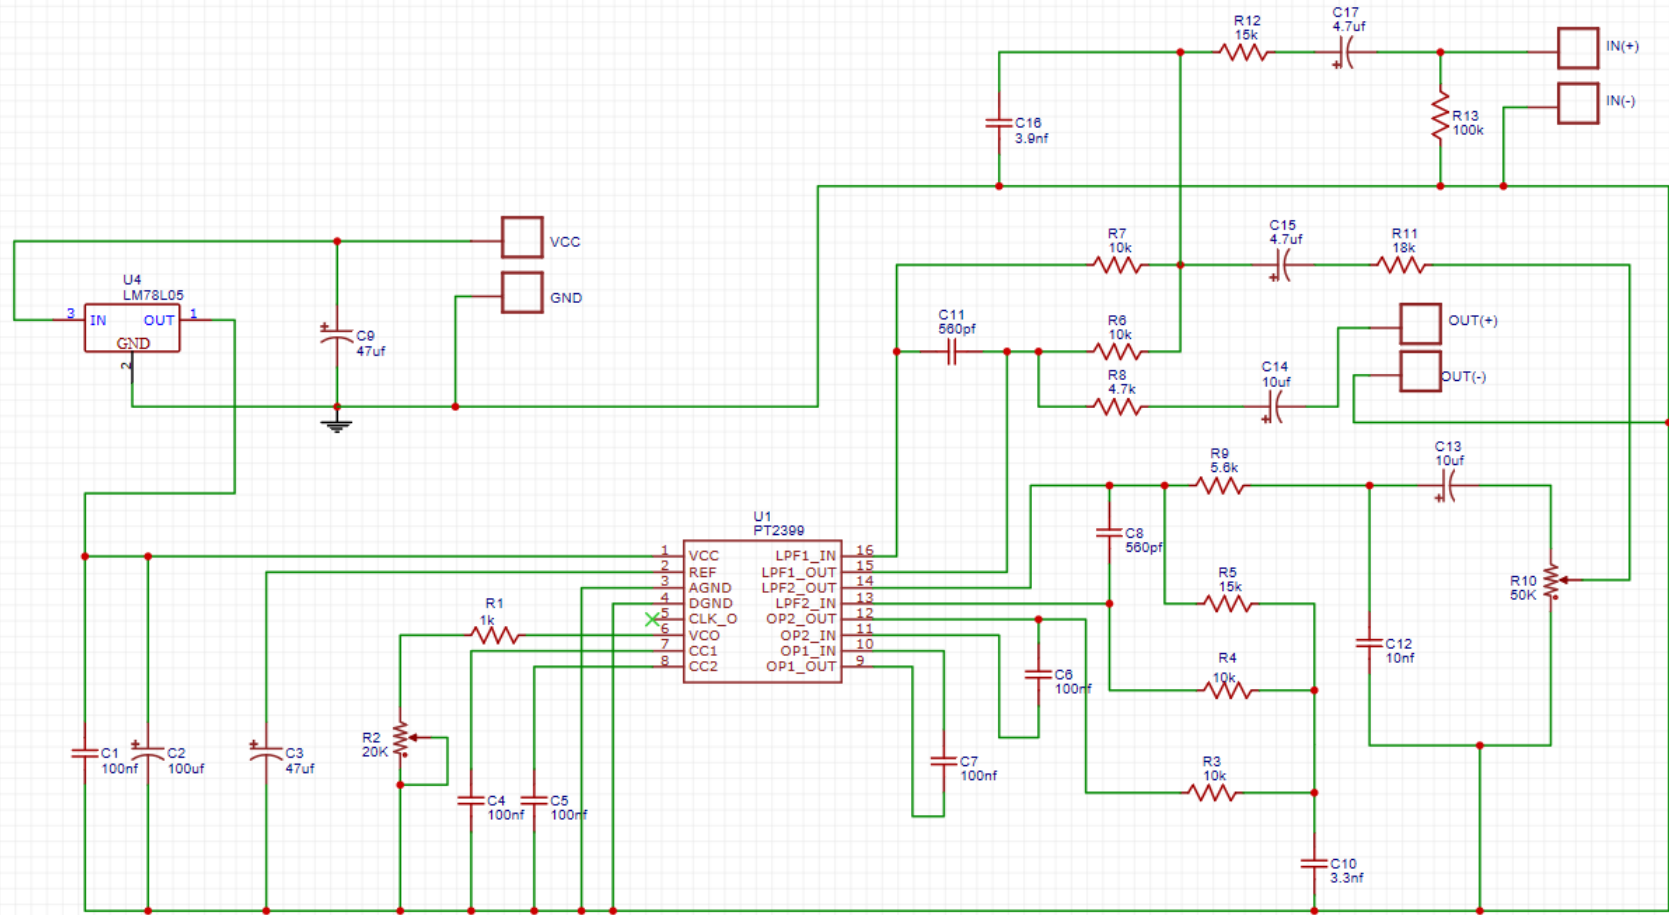 C17
4.7uf
R12
15k
IN(+)
IN(-)
C16
3.9nf
R13
100k
VCC
GND
U4
LM78L05
3 IN OUT 1
GND
2
C9
47uf
R7
10k
C15
4.7uf
R11
18k
C11
560pf
R6
10k
OUT(+)
R8
4.7k
C14
10uf
OUT(-)
R9
5.6k
C13
10uf
U1
PT2399
1 VCC LPF1_IN 16
2 REF LPF1_OUT 15
3 AGND LPF2_OUT 14
4 DGND LPF2_IN 13
5 CLK_O OP2_OUT 12
6 VCO OP2_IN 11
7 CC1 OP1_IN 10
8 CC2 OP1_OUT 9
C8
560pf
R5
15k
R10
50K
R1
1k
C12
10nf
R4
10k
C6
100nf
R2
20K
C1
100nf
C2
100uf
C3
47uf
C7
100nf
R3
10k
C4
100nf
C5
100nf
C10
3.3nf